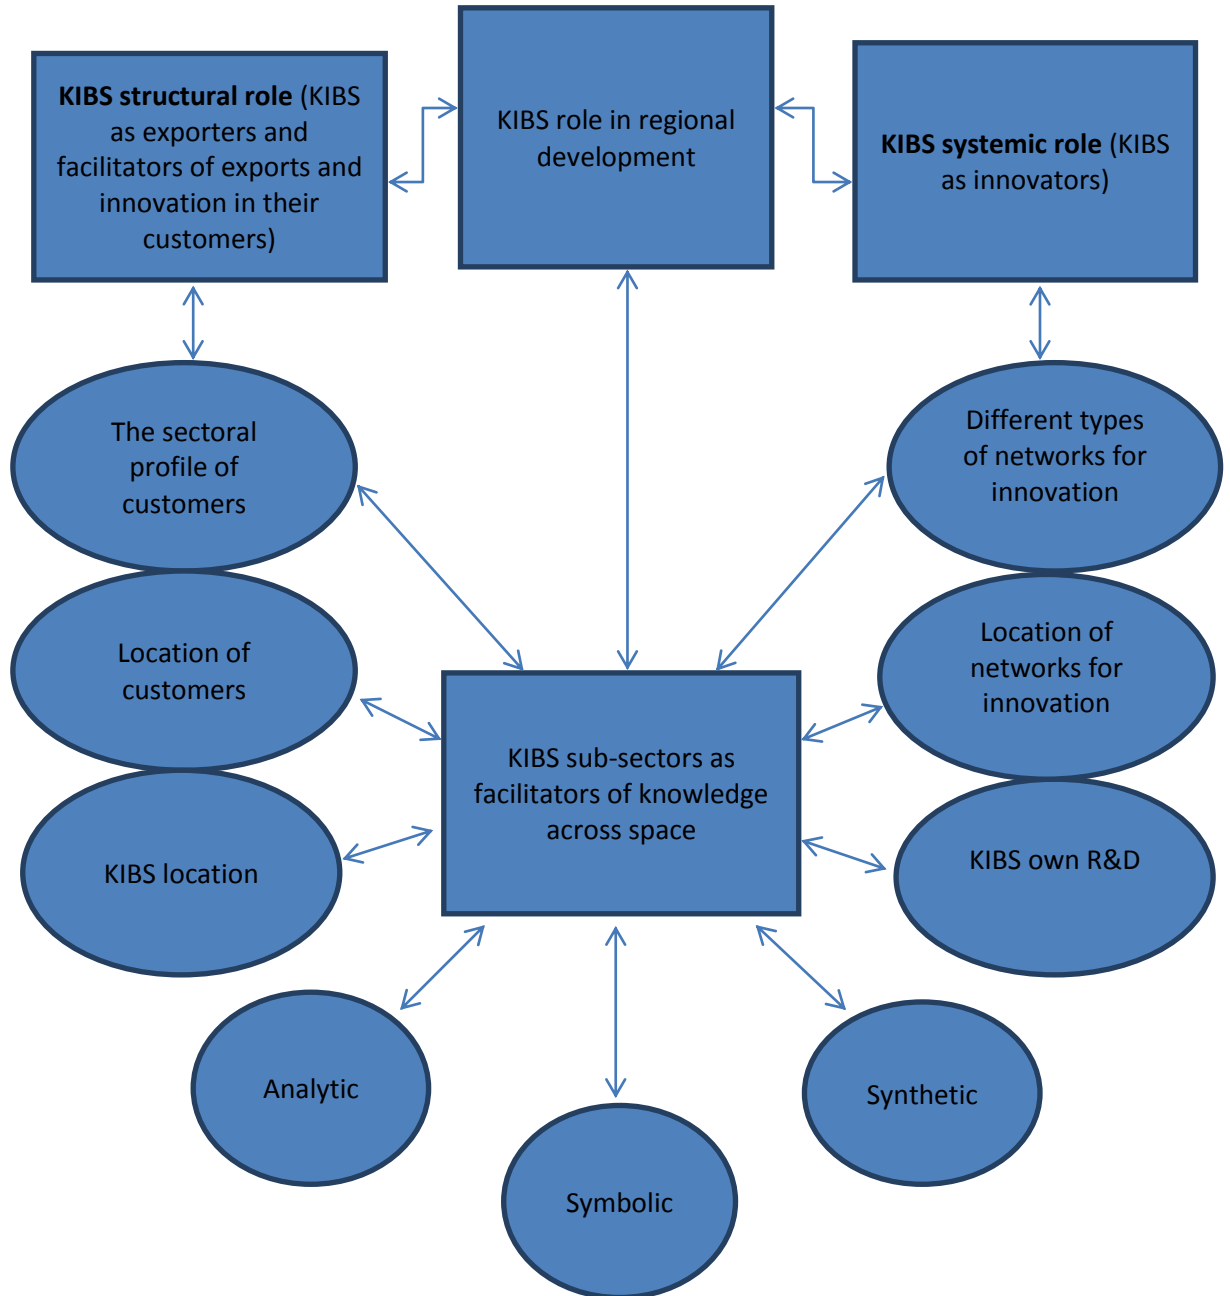 KIBS structural role (KIBS
as exporters and
facilitators of exports and
innovation in their
customers)
KIBS role in regional
development
KIBS systemic role (KIBS
as innovators)
The sectoral
profile of
customers
Different types
of networks for
innovation
Location of
customers
Location of
networks for
innovation
KIBS sub-sectors as
facilitators of knowledge
across space
KIBS location
KIBS own R&D
Analytic
Synthetic
Symbolic